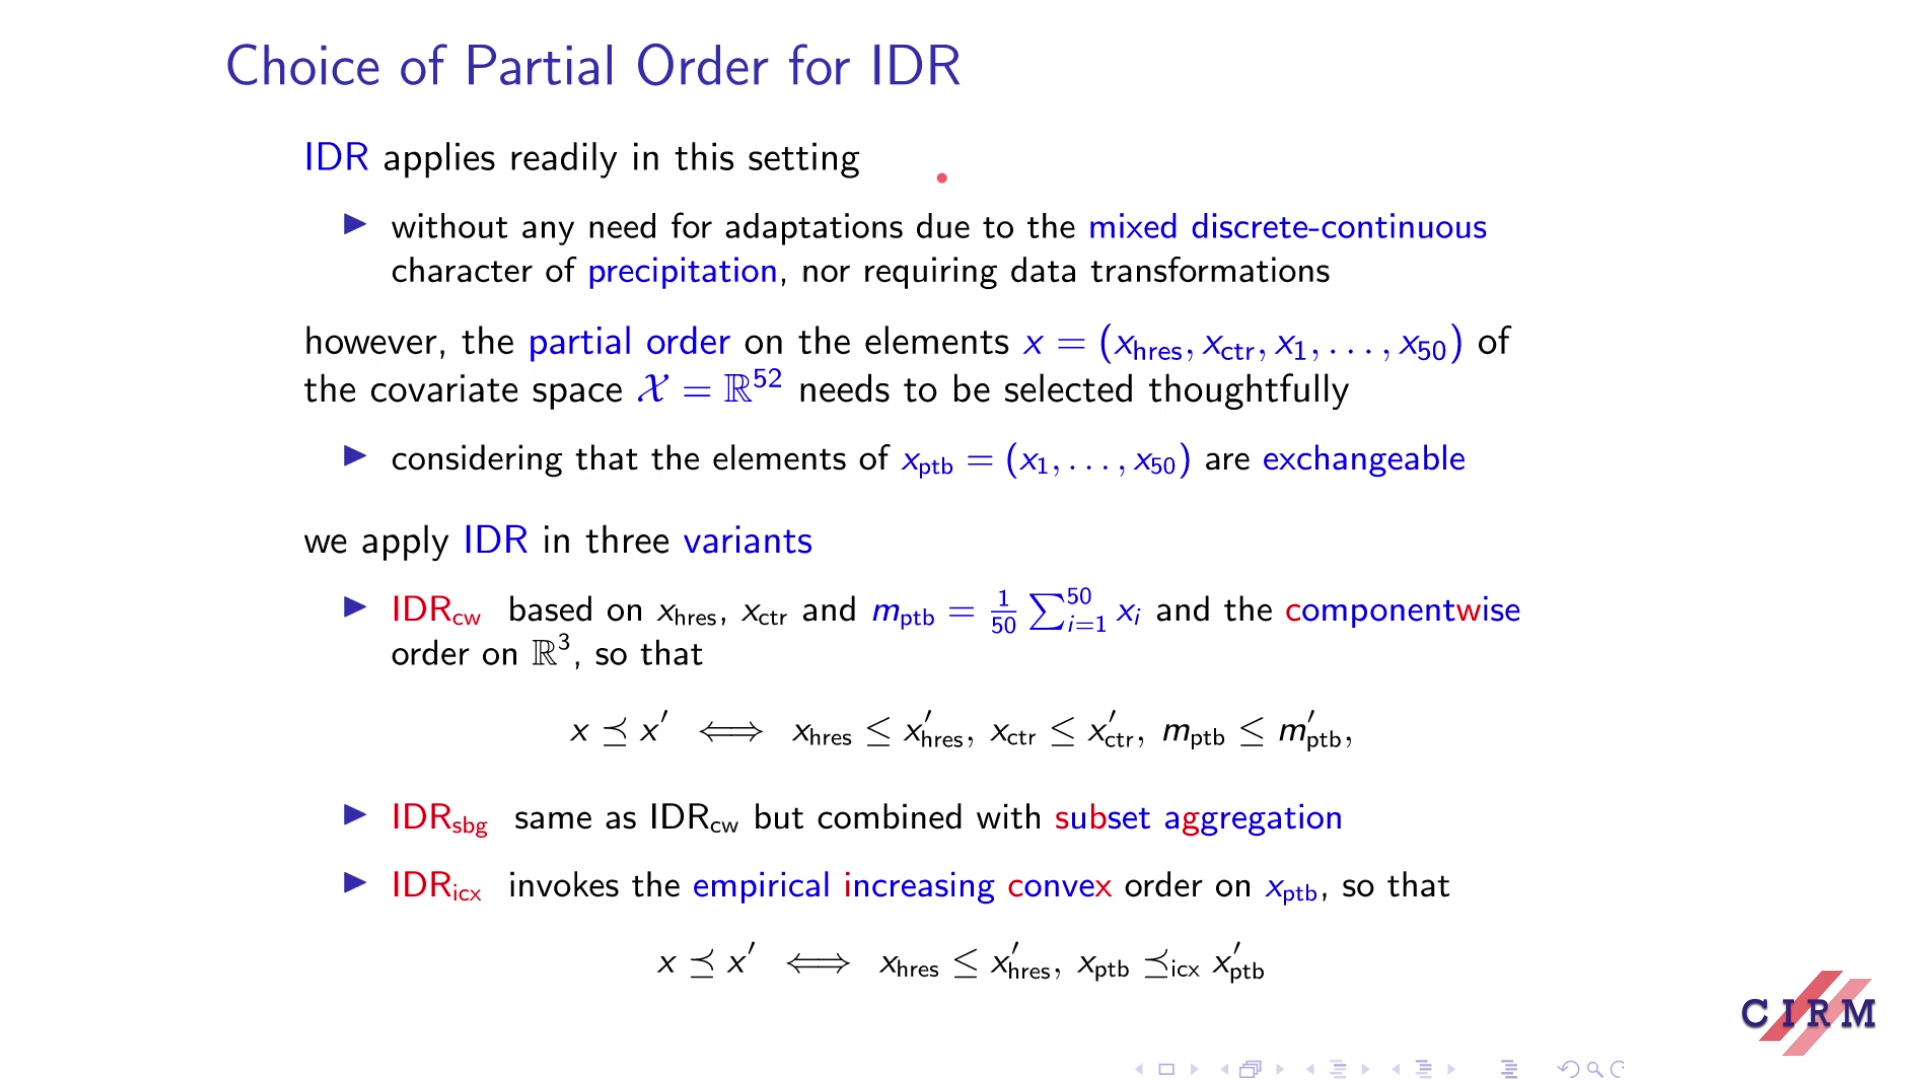 Choice of Partial Order for IDR
IDR applies readily in this setting
▶ without any need for adaptations due to the mixed discrete-continuous
character of precipitation, nor requiring data transformations
however, the partial order on the elements x = (x_hres, x_ctr, x_1, . . . , x_50) of
the covariate space 𝒳 = ℝ^52 needs to be selected thoughtfully
▶ considering that the elements of x_ptb = (x_1, . . . , x_50) are exchangeable
we apply IDR in three variants
▶ IDR_cw based on x_hres, x_ctr and m_ptb = 1/50 ∑_{i=1}^{50} x_i and the componentwise
order on ℝ^3, so that
x ⪯ x′ ⟺ x_hres ≤ x′_hres, x_ctr ≤ x′_ctr, m_ptb ≤ m′_ptb,
▶ IDR_sbg same as IDR_cw but combined with subset aggregation
▶ IDR_icx invokes the empirical increasing convex order on x_ptb, so that
x ⪯ x′ ⟺ x_hres ≤ x′_hres, x_ptb ⪯_icx x′_ptb
CIRM